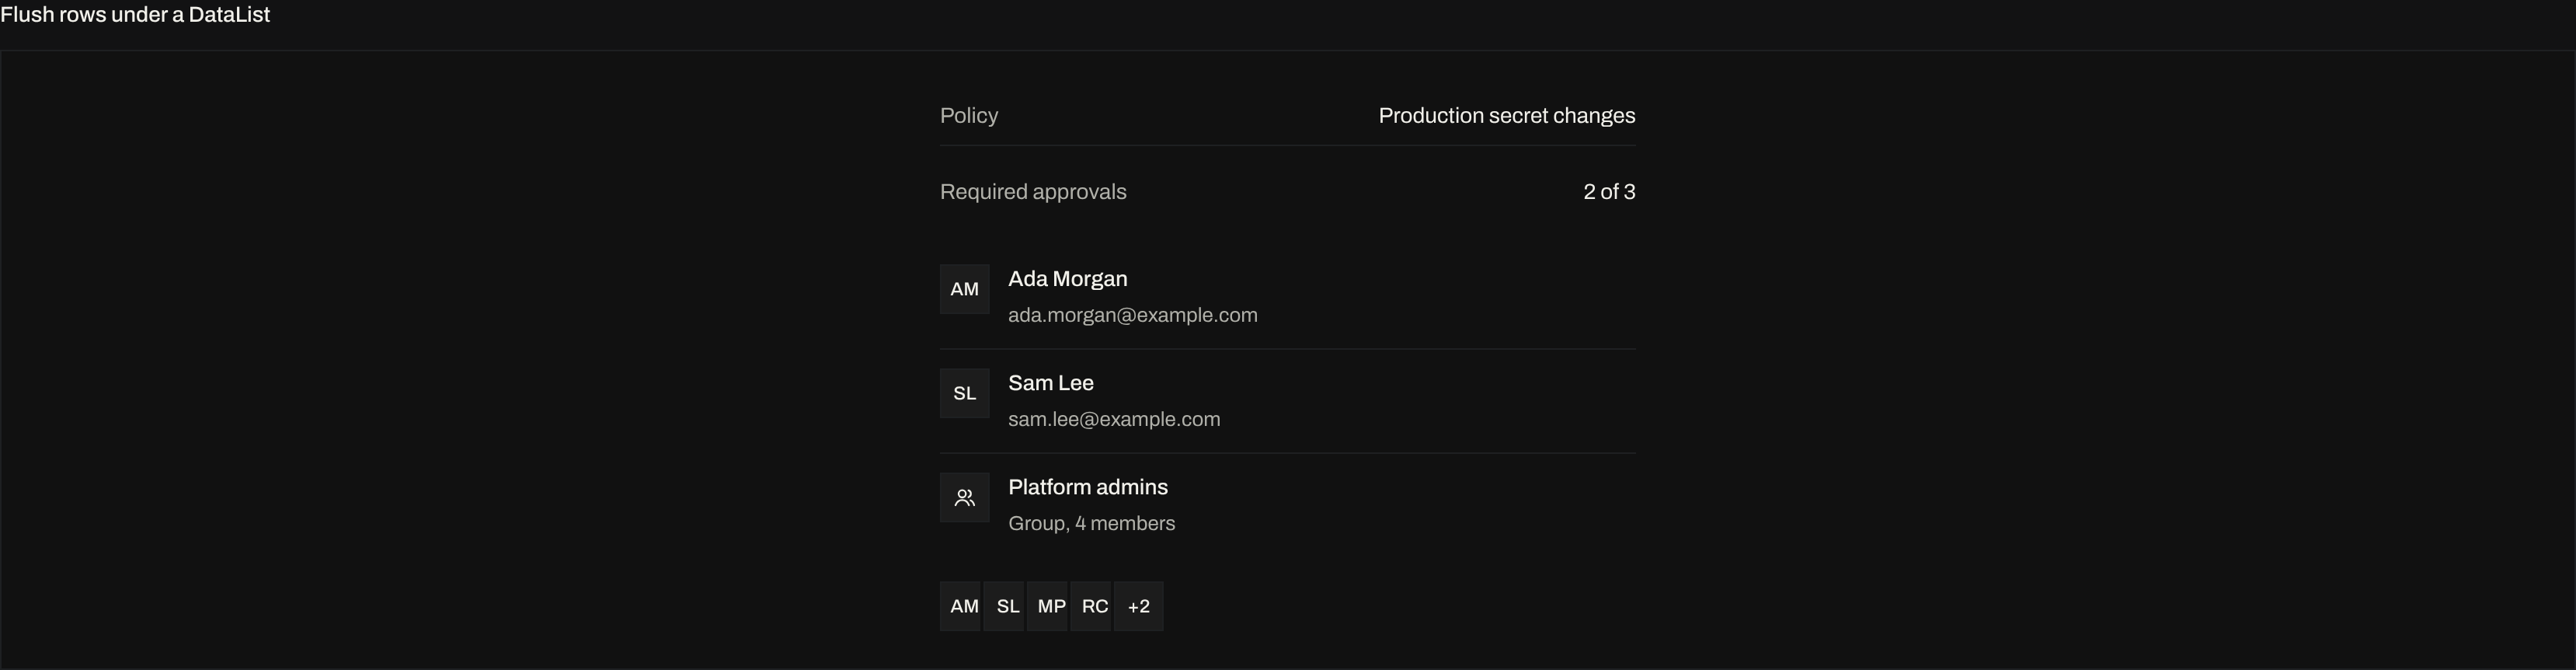 Flush rows under a DataList
Policy Production secret changes
Required approvals 2 of 3
AM Ada Morgan
ada.morgan@example.com
SL Sam Lee
sam.lee@example.com
Platform admins
Group, 4 members
AM SL MP RC +2